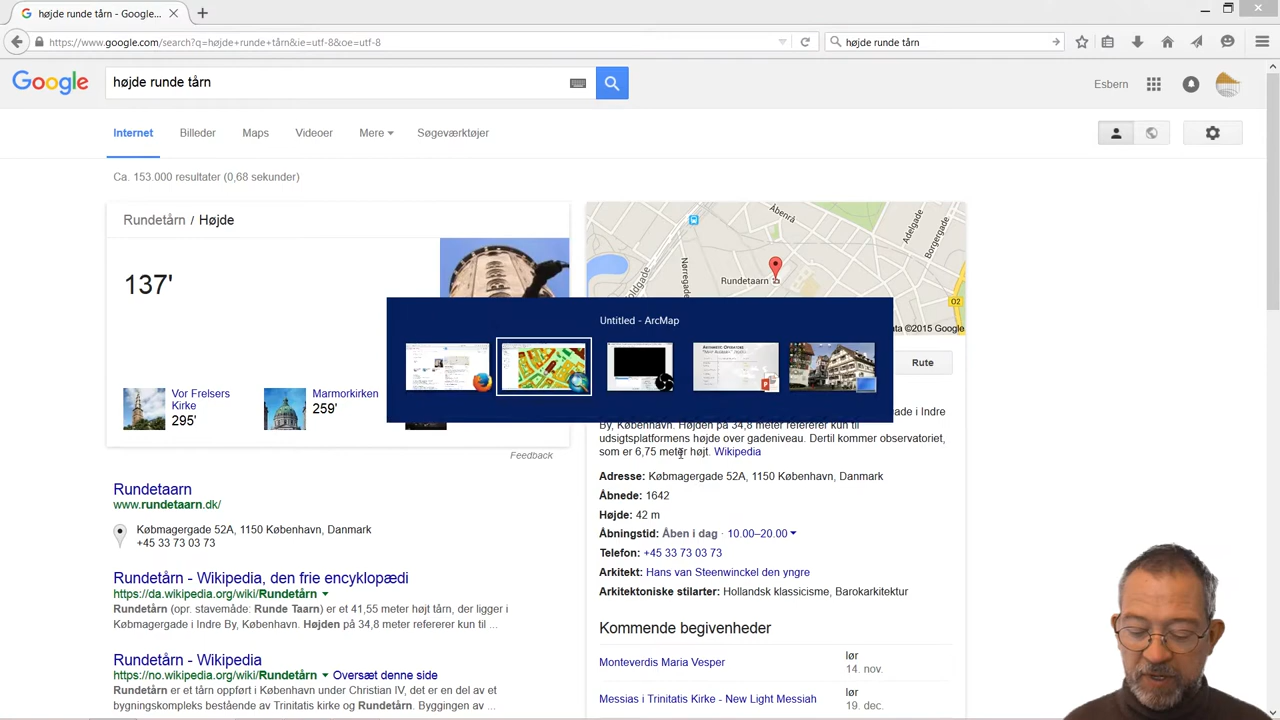 højde runde tårn - Google...
https://www.google.com/search?q=højde+runde+tårn&ie=utf-8&oe=utf-8
højde runde tårn
Google
højde runde tårn
Esbern
Internet
Billeder
Maps
Videoer
Mere
Søgeværktøjer
Ca. 153.000 resultater (0,68 sekunder)
Rundetårn / Højde
137'
Vor Frelsers
Kirke
295'
Marmorkirken
259'
Feedback
Åbenrå
Adelgade
Borgergade
Nørregade
Rundetaarn
02
©2015 Google
Untitled - ArcMap
Rute
ade i Indre
By, København. Højden på 34,8 meter refererer kun til
udsigtsplatformens højde over gadeniveau. Dertil kommer observatoriet,
som er 6,75 meter højt. Wikipedia
Adresse: Købmagergade 52A, 1150 København, Danmark
Åbnede: 1642
Højde: 42 m
Åbningstid: Åben i dag · 10.00–20.00
Telefon: +45 33 73 03 73
Arkitekt: Hans van Steenwinckel den yngre
Arkitektoniske stilarter: Hollandsk klassicisme, Barokarkitektur
Kommende begivenheder
Monteverdis Maria Vesper
lør
14. nov.
Messias i Trinitatis Kirke - New Light Messiah
lør
19. dec.
Rundetaarn
www.rundetaarn.dk/
Købmagergade 52A, 1150 København, Danmark
+45 33 73 03 73
Rundetårn - Wikipedia, den frie encyklopædi
https://da.wikipedia.org/wiki/Rundetårn
Rundetårn (opr. stavemåde: Runde Taarn) er et 41,55 meter højt tårn, der ligger i
Købmagergade i Indre By, København. Højden på 34,8 meter refererer kun til ...
Rundetårn - Wikipedia
https://no.wikipedia.org/wiki/Rundetårn Oversæt denne side
Rundetårn er et tårn oppført i København under Christian IV, det er en del av et
bygningskompleks bestående av Trinitatis kirke og Rundetårn. Byggingen av ...